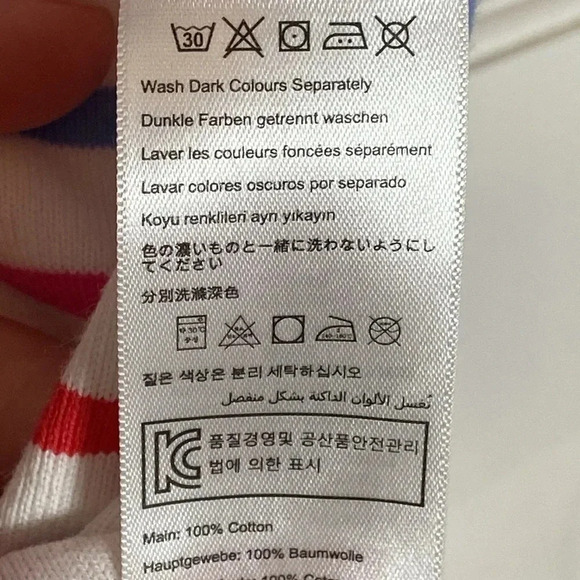 30
Wash Dark Colours Separately
Dunkle Farben getrennt waschen
Laver les couleurs foncées séparément
Lavar colores oscuros por separado
Koyu renklileri ayrı yıkayın
色の濃いものと一緒に洗わないようにし
てください
分別洗滌深色
짙은 색상은 분리 세탁하십시오
تُغسل الألوان الداكنة بشكل منفصل
품질경영및 공산품안전관리
법에 의한 표시
Main: 100% Cotton
Hauptgewebe: 100% Baumwolle